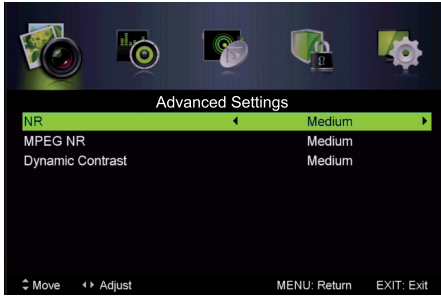 Advanced Settings
NR Medium
MPEG NR Medium
Dynamic Contrast Medium
Move Adjust MENU: Return EXIT: Exit